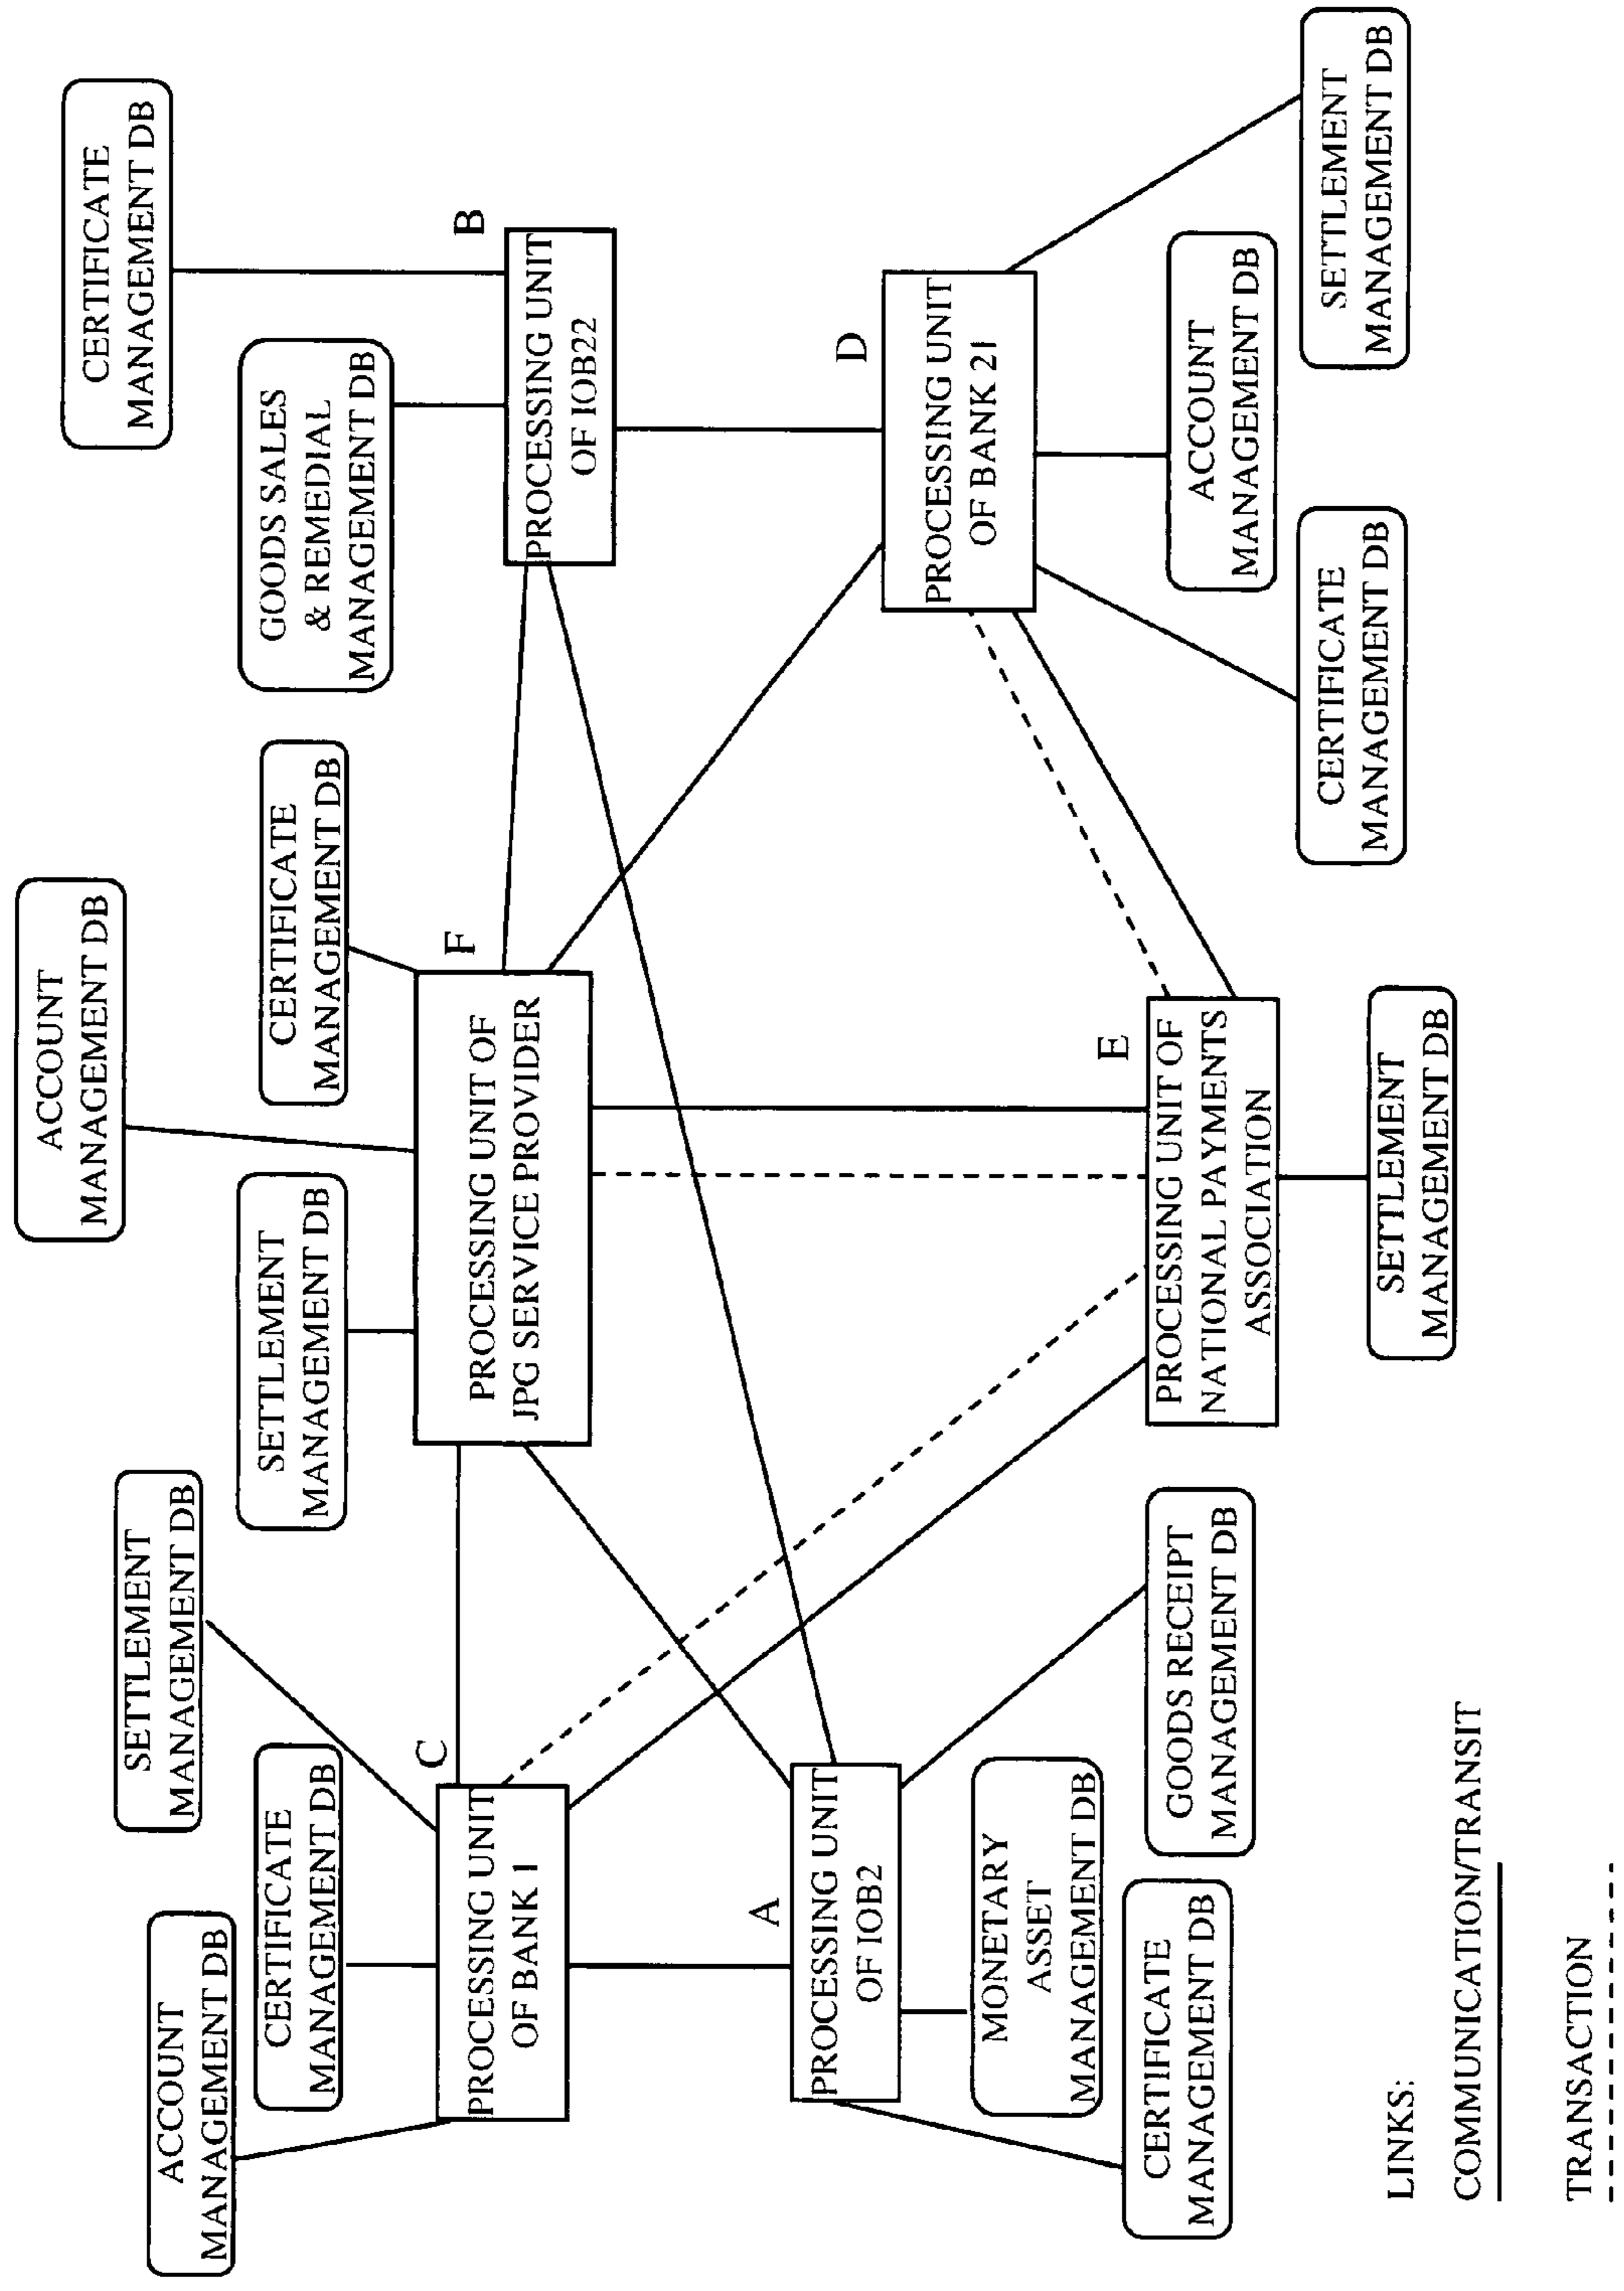 ACCOUNT
MANAGEMENT DB
CERTIFICATE
MANAGEMENT DB
SETTLEMENT
MANAGEMENT DB
C
PROCESSING UNIT
OF BANK 1
A
PROCESSING UNIT
OF IOB2
CERTIFICATE
MANAGEMENT DB
MONETARY
ASSET
MANAGEMENT DB
GOODS RECEIPT
MANAGEMENT DB
SETTLEMENT
MANAGEMENT DB
ACCOUNT
MANAGEMENT DB
CERTIFICATE
MANAGEMENT DB
F
PROCESSING UNIT OF
JPG SERVICE PROVIDER
E
PROCESSING UNIT OF
NATIONAL PAYMENTS
ASSOCIATION
SETTLEMENT
MANAGEMENT DB
GOODS SALES
& REMEDIAL
MANAGEMENT DB
CERTIFICATE
MANAGEMENT DB
B
PROCESSING UNIT
OF IOB22
D
PROCESSING UNIT
OF BANK 21
CERTIFICATE
MANAGEMENT DB
ACCOUNT
MANAGEMENT DB
SETTLEMENT
MANAGEMENT DB
LINKS:
COMMUNICATION/TRANSIT
TRANSACTION